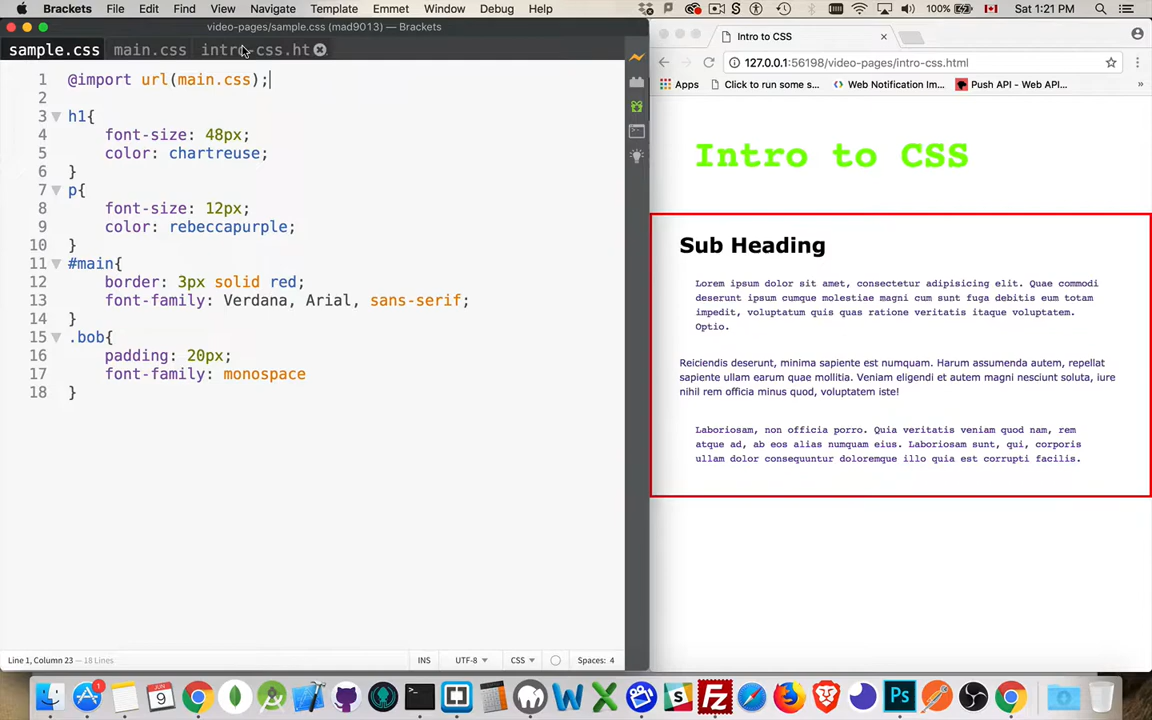 Brackets File Edit Find View Navigate Template Emmet Window Debug Help
100% Sat 1:21 PM
video-pages/sample.css (mad9013) — Brackets
sample.css main.css intro-css.ht
1 @import url(main.css);
2
3 h1{
4 font-size: 48px;
5 color: chartreuse;
6 }
7 p{
8 font-size: 12px;
9 color: rebeccapurple;
10 }
11 #main{
12 border: 3px solid red;
13 font-family: Verdana, Arial, sans-serif;
14 }
15 .bob{
16 padding: 20px;
17 font-family: monospace
18 }
Line 1, Column 23 — 18 Lines
INS UTF-8 CSS Spaces: 4
Intro to CSS
127.0.0.1:56198/video-pages/intro-css.html
Apps Click to run some s... Web Notification Im... Push API - Web API... »
Intro to CSS
Sub Heading
Lorem ipsum dolor sit amet, consectetur adipisicing elit. Quae commodi
deserunt ipsum cumque molestiae magni cum sunt fuga debitis eum totam
impedit, voluptatum quis quas ratione veritatis itaque voluptatem.
Optio.
Reiciendis deserunt, minima sapiente est numquam. Harum assumenda autem, repellat
sapiente ullam earum quae mollitia. Veniam eligendi et autem magni nesciunt soluta, iure
nihil rem officia minus quod, voluptatem iste!
Laboriosam, non officia porro. Quia veritatis veniam quod nam, rem
atque ad, ab eos alias numquam eius. Laboriosam sunt, qui, corporis
ullam dolor consequuntur doloremque illo quia est corrupti facilis.